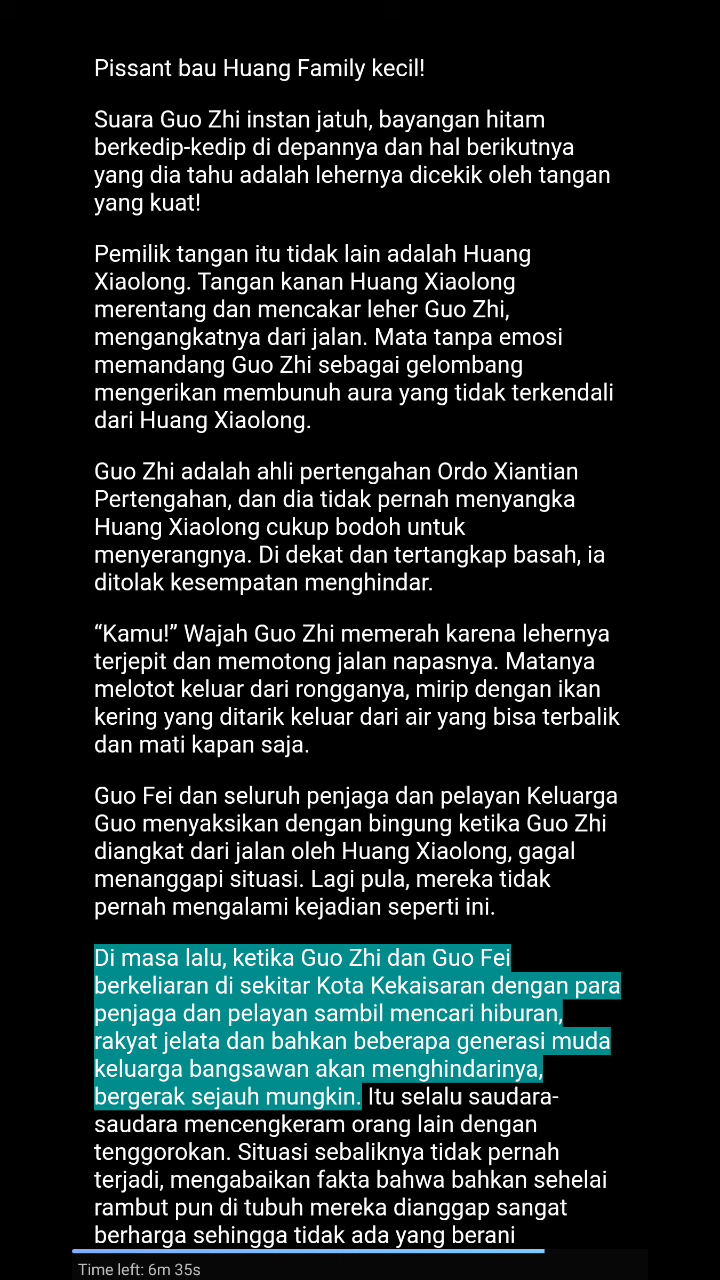 Pissant bau Huang Family kecil!
Suara Guo Zhi instan jatuh, bayangan hitam
berkedip-kedip di depannya dan hal berikutnya
yang dia tahu adalah lehernya dicekik oleh tangan
yang kuat!
Pemilik tangan itu tidak lain adalah Huang
Xiaolong. Tangan kanan Huang Xiaolong
merentang dan mencakar leher Guo Zhi,
mengangkatnya dari jalan. Mata tanpa emosi
memandang Guo Zhi sebagai gelombang
mengerikan membunuh aura yang tidak terkendali
dari Huang Xiaolong.
Guo Zhi adalah ahli pertengahan Ordo Xiantian
Pertengahan, dan dia tidak pernah menyangka
Huang Xiaolong cukup bodoh untuk
menyerangnya. Di dekat dan tertangkap basah, ia
ditolak kesempatan menghindar.
“Kamu!” Wajah Guo Zhi memerah karena lehernya
terjepit dan memotong jalan napasnya. Matanya
melotot keluar dari rongganya, mirip dengan ikan
kering yang ditarik keluar dari air yang bisa terbalik
dan mati kapan saja.
Guo Fei dan seluruh penjaga dan pelayan Keluarga
Guo menyaksikan dengan bingung ketika Guo Zhi
diangkat dari jalan oleh Huang Xiaolong, gagal
menanggapi situasi. Lagi pula, mereka tidak
pernah mengalami kejadian seperti ini.
Di masa lalu, ketika Guo Zhi dan Guo Fei
berkeliaran di sekitar Kota Kekaisaran dengan para
penjaga dan pelayan sambil mencari hiburan,
rakyat jelata dan bahkan beberapa generasi muda
keluarga bangsawan akan menghindarinya,
bergerak sejauh mungkin. Itu selalu saudara-
saudara mencengkeram orang lain dengan
tenggorokan. Situasi sebaliknya tidak pernah
terjadi, mengabaikan fakta bahwa bahkan sehelai
rambut pun di tubuh mereka dianggap sangat
berharga sehingga tidak ada yang berani
Time left: 6m 35s